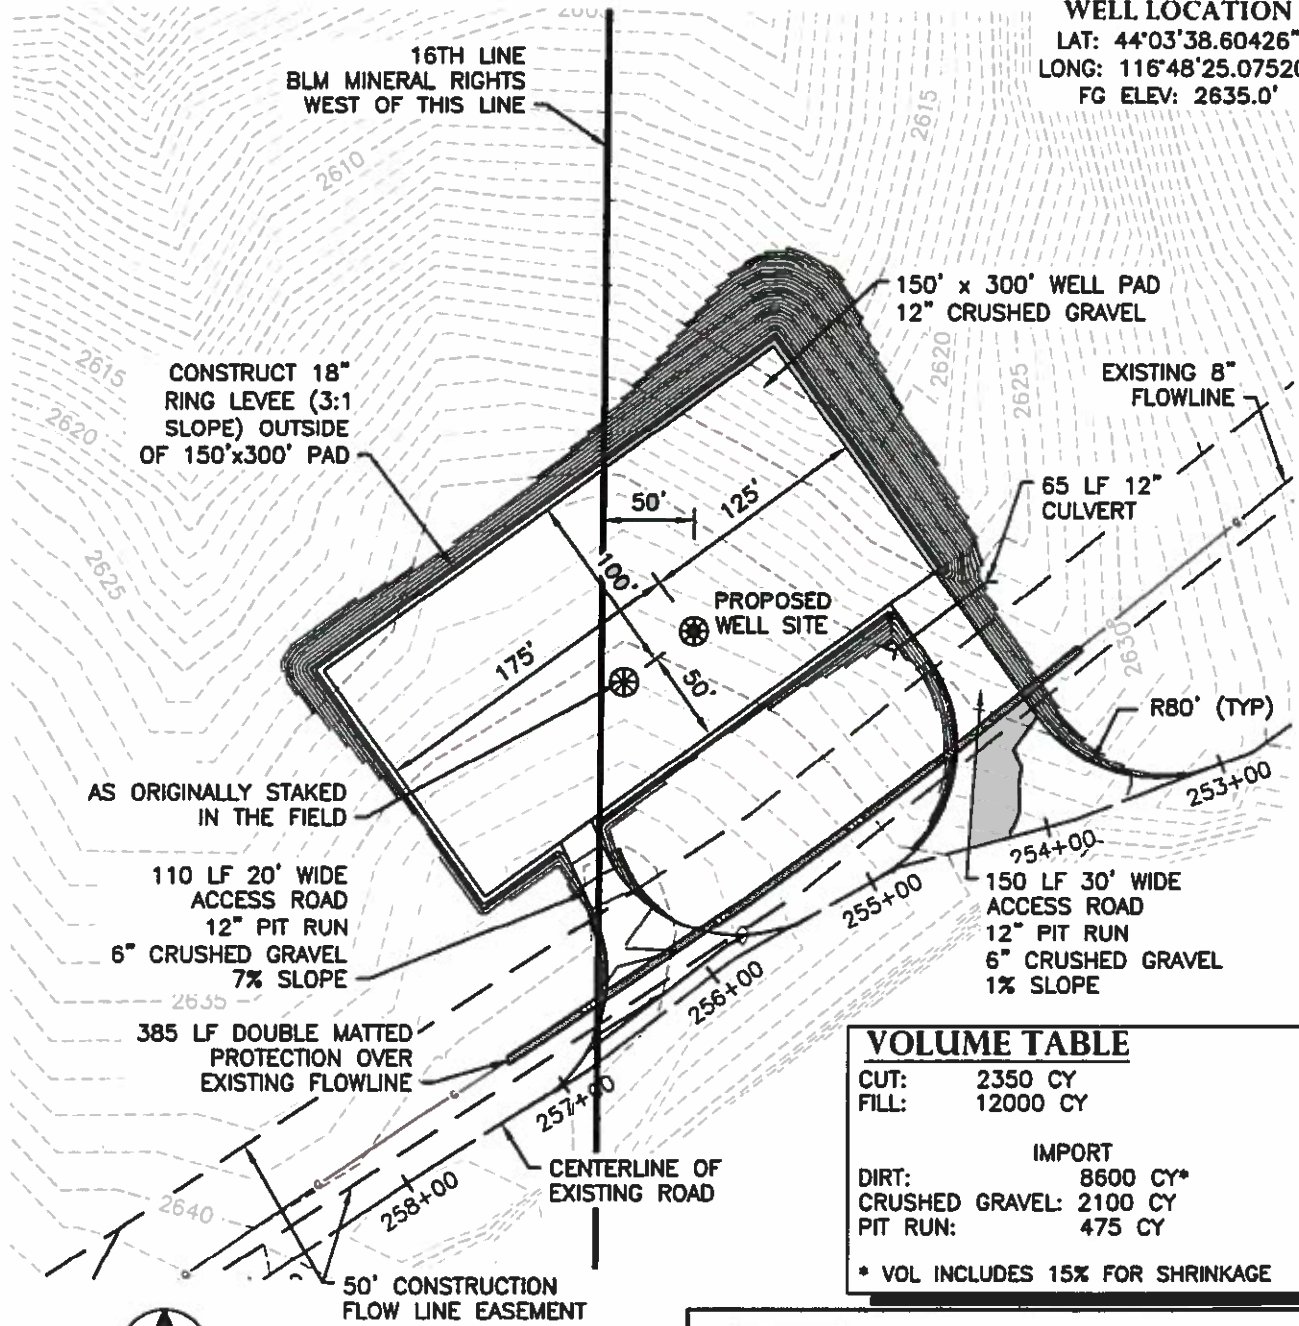 WELL LOCATION
LAT: 44°03'38.60426"
LONG: 116°48'25.07520
FG ELEV: 2635.0'
16TH LINE
BLM MINERAL RIGHTS
WEST OF THIS LINE
2615
2610
150' x 300' WELL PAD
12" CRUSHED GRAVEL
2615
2620
CONSTRUCT 18"
RING LEVEE (3:1
SLOPE) OUTSIDE
OF 150'x300' PAD
2620
2625
EXISTING 8"
FLOWLINE
65 LF 12"
CULVERT
50'
125'
100'
2625
PROPOSED
WELL SITE
175'
50'
2630
R80' (TYP)
AS ORIGINALLY STAKED
IN THE FIELD
253+00
254+00
255+00
110 LF 20' WIDE
ACCESS ROAD
12" PIT RUN
6" CRUSHED GRAVEL
7% SLOPE
150 LF 30' WIDE
ACCESS ROAD
12" PIT RUN
6" CRUSHED GRAVEL
1% SLOPE
256+00
2635
385 LF DOUBLE MATTED
PROTECTION OVER
EXISTING FLOWLINE
257+00
CENTERLINE OF
EXISTING ROAD
258+00
2640
50' CONSTRUCTION
FLOW LINE EASEMENT
VOLUME TABLE
CUT: 2350 CY
FILL: 12000 CY
IMPORT
DIRT: 8600 CY*
CRUSHED GRAVEL: 2100 CY
PIT RUN: 475 CY
* VOL INCLUDES 15% FOR SHRINKAGE